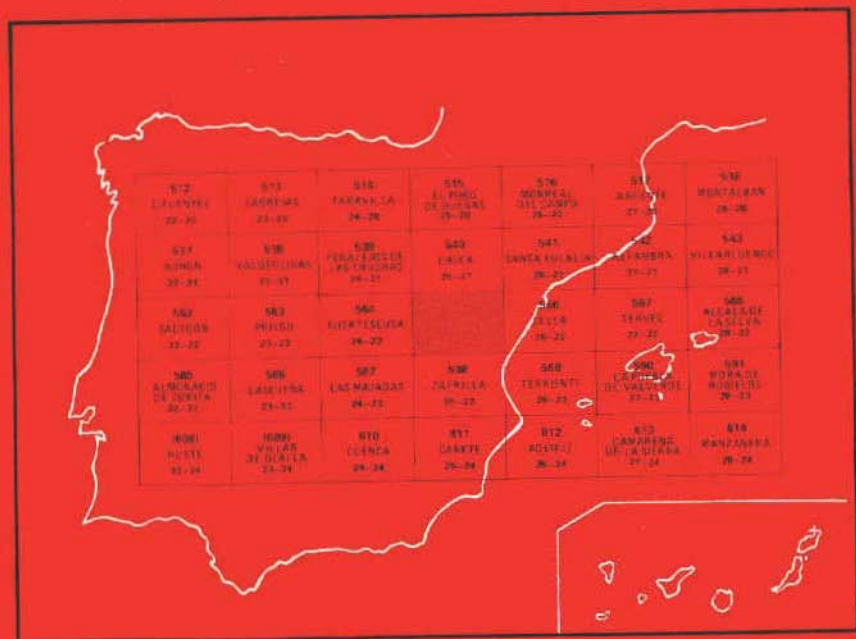 512
CIFUENTES
22-20
513
ZAOREJAS
23-20
514
TARAVILLA
24-20
515
EL POBO
DE DUEÑAS
25-20
516
MONREAL
DEL CAMPO
26-20
517
ARGENTE
27-20
518
MONTALBAN
28-20
537
AUÑON
22-21
538
VALDEOLIVAS
23-21
539
PERALEJOS DE
LAS TRUCHAS
24-21
540
CHECA
25-21
541
SANTA EULALIA
26-21
542
ALFAMBRA
27-21
543
VILLARLUENGO
28-21
562
SACEDON
22-22
563
PRIEGO
23-22
564
FUERTESCUSA
24-22
566
CELLA
26-22
567
TERUEL
27-22
568
ALCALA DE
LA SELVA
28-22
585
ALMONACID
DE ZORITA
22-23
586
GASCUEÑA
23-23
587
LAS MAJADAS
24-23
588
ZAFRILLA
25-23
589
TERRIENTE
26-23
590
LA PUEBLA
DE VALVERDE
27-23
591
MORA DE
RUBIELOS
28-23
(608)
HUETE
22-24
(609)
VILLAR
DE OLALLA
23-24
610
CUENCA
24-24
611
CAÑETE
25-24
612
ADEMUZ
26-24
613
CAMARENA
DE LA SIERRA
27-24
614
MANZANERA
28-24